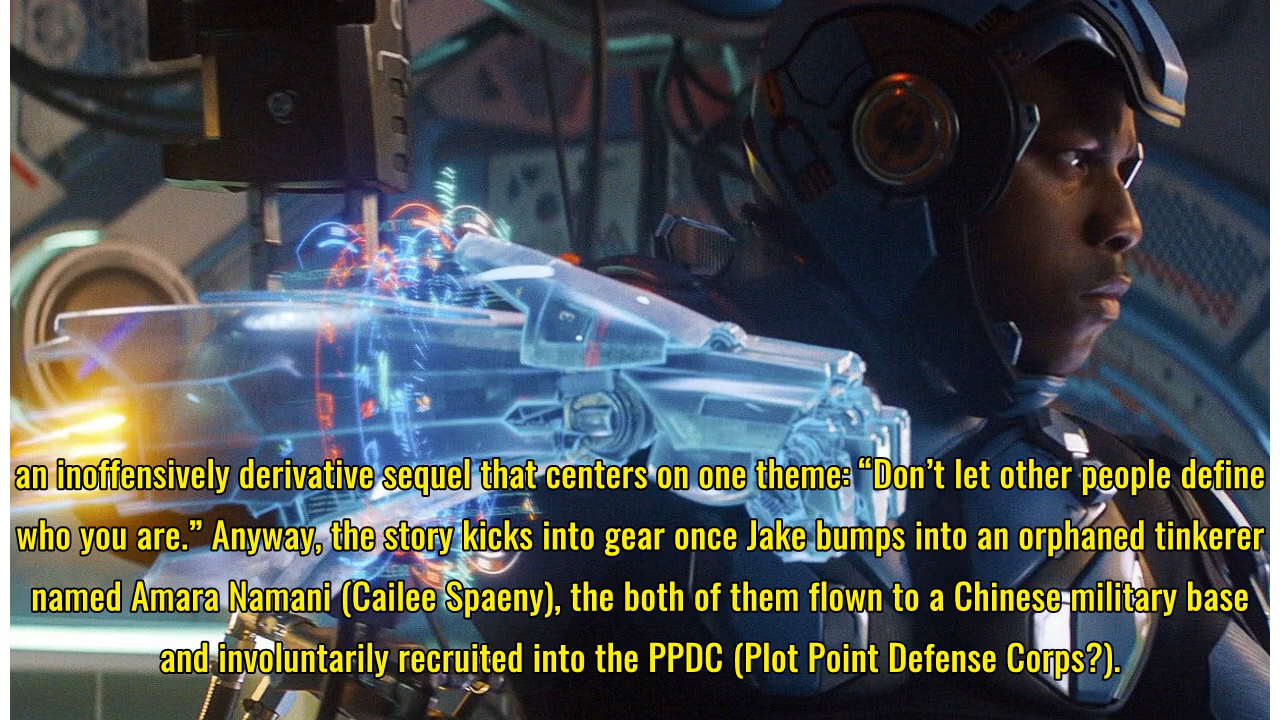 an inoffensively derivative sequel that centers on one theme: “Don’t let other people define
who you are.” Anyway, the story kicks into gear once Jake bumps into an orphaned tinkerer
named Amara Namani (Cailee Spaeny), the both of them flown to a Chinese military base
and involuntarily recruited into the PPDC (Plot Point Defense Corps?).